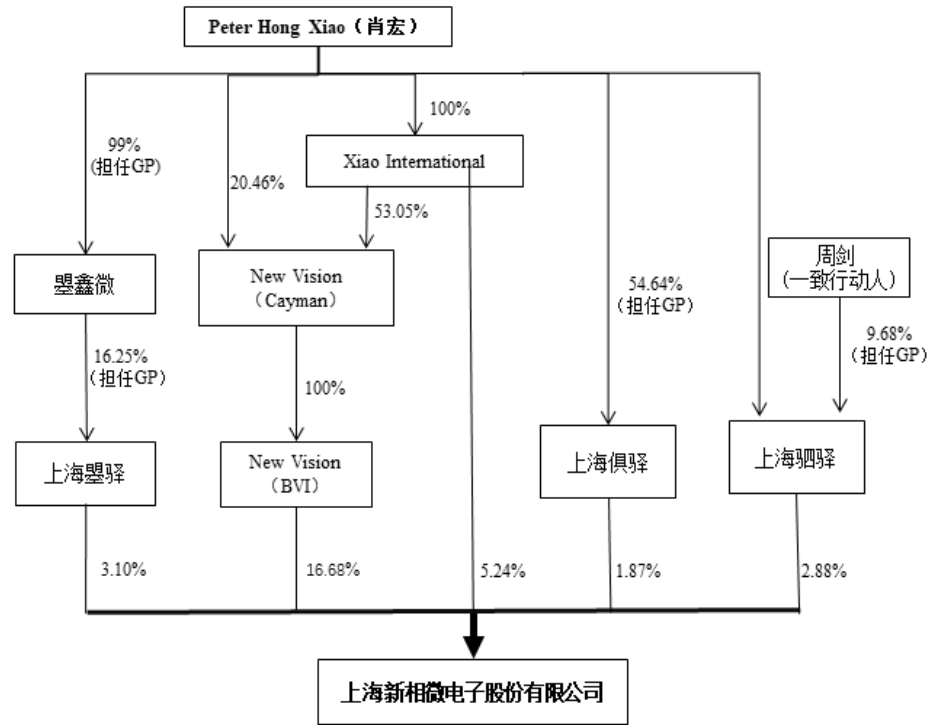 Peter Hong Xiao（肖宏）
100%
99%
(担任GP)
Xiao International
20.46%
53.05%
曌鑫微
New Vision
（Cayman）
54.64%
（担任GP）
周剑
(一致行动人）
16.25%
（担任GP）
9.68%
（担任GP）
100%
上海曌驿
New Vision
（BVI）
上海俱驿
上海驷驿
3.10%
16.68%
5.24%
1.87%
2.88%
上海新相微电子股份有限公司